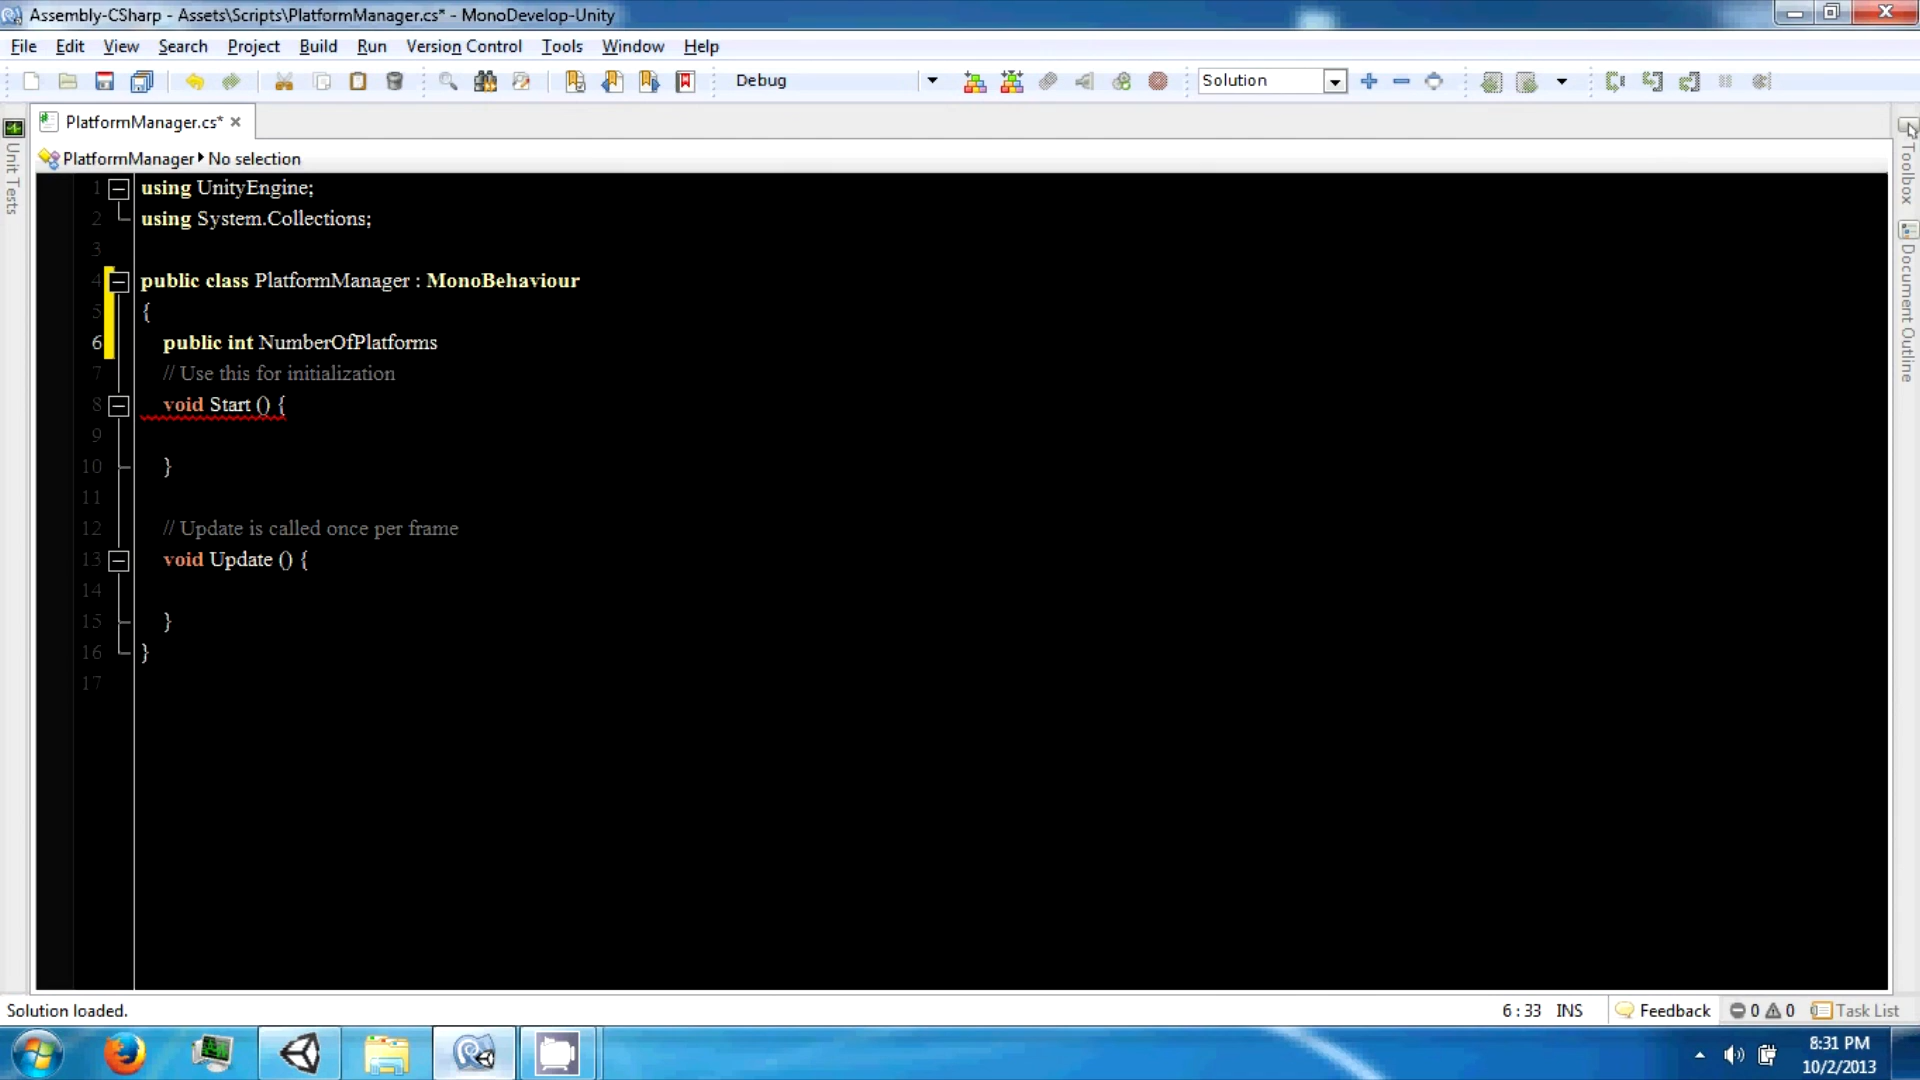 Assembly-CSharp - Assets\Scripts\PlatformManager.cs* - MonoDevelop-Unity
File Edit View Search Project Build Run Version Control Tools Window Help
Debug Solution
PlatformManager.cs*
PlatformManager No selection
Unit Tests
Toolbox
Document Outline
1 using UnityEngine;
2 using System.Collections;
3
4 public class PlatformManager : MonoBehaviour
5 {
6 public int NumberOfPlatforms
7 // Use this for initialization
8 void Start () {
9
10 }
11
12 // Update is called once per frame
13 void Update () {
14
15 }
16 }
17
Solution loaded. 6 : 33 INS Feedback 0 0 Task List
8:31 PM
10/2/2013